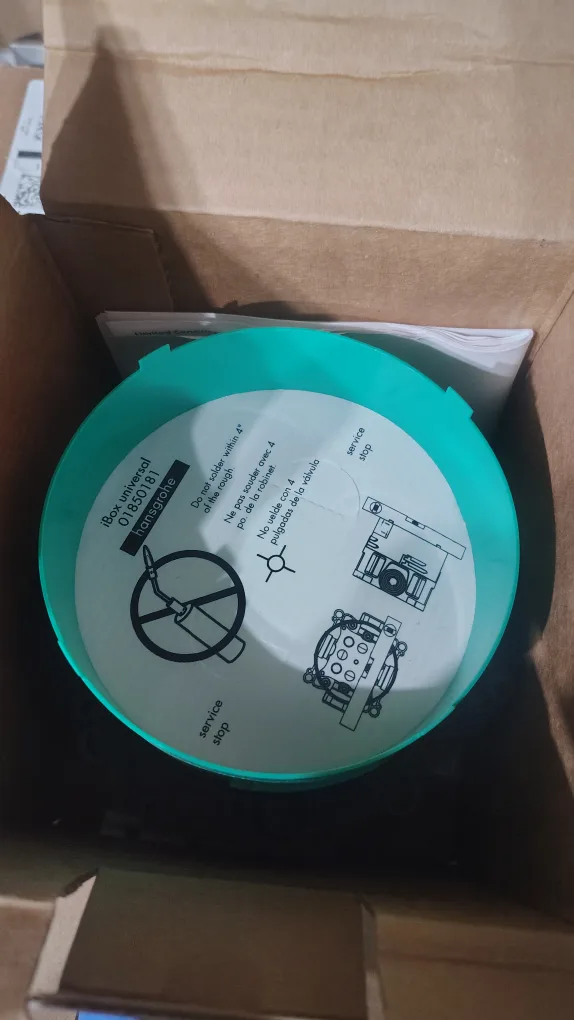 iBox universal
01850181
hansgrohe
Do not solder within 4"
of the rough
Ne pas souder avec 4
po. de la robinet.
No uelde con 4
pulgadas de la válvula
service
stop
service
stop